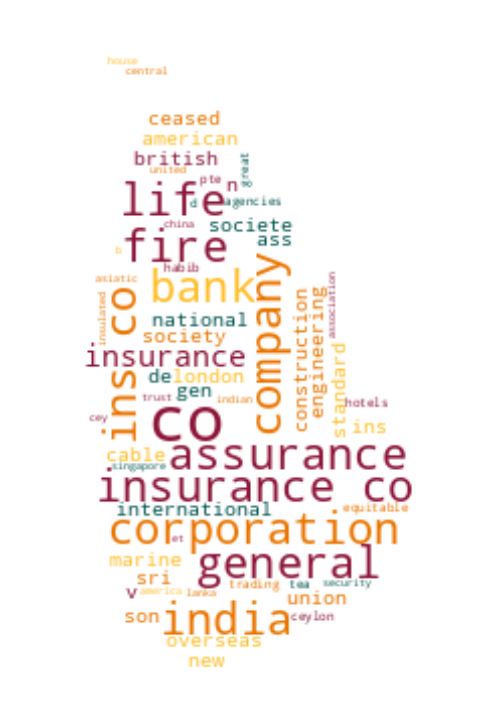 house
central
ceased
american
british
great
united
pte
n
life
d
agencies
china
societe
ass
fire
b
habib
company
asiatic
bank
association
insulated
ins co
construction
engineering
national
society
standard
insurance
de
london
gen
trust
indian
hotels
cey
co
ins
cable
assurance
singapore
insurance co
international
equitable
corporation
et
general
marine
sri
trading
tea
security
v
america
lanka
union
son
india
ceylon
overseas
new